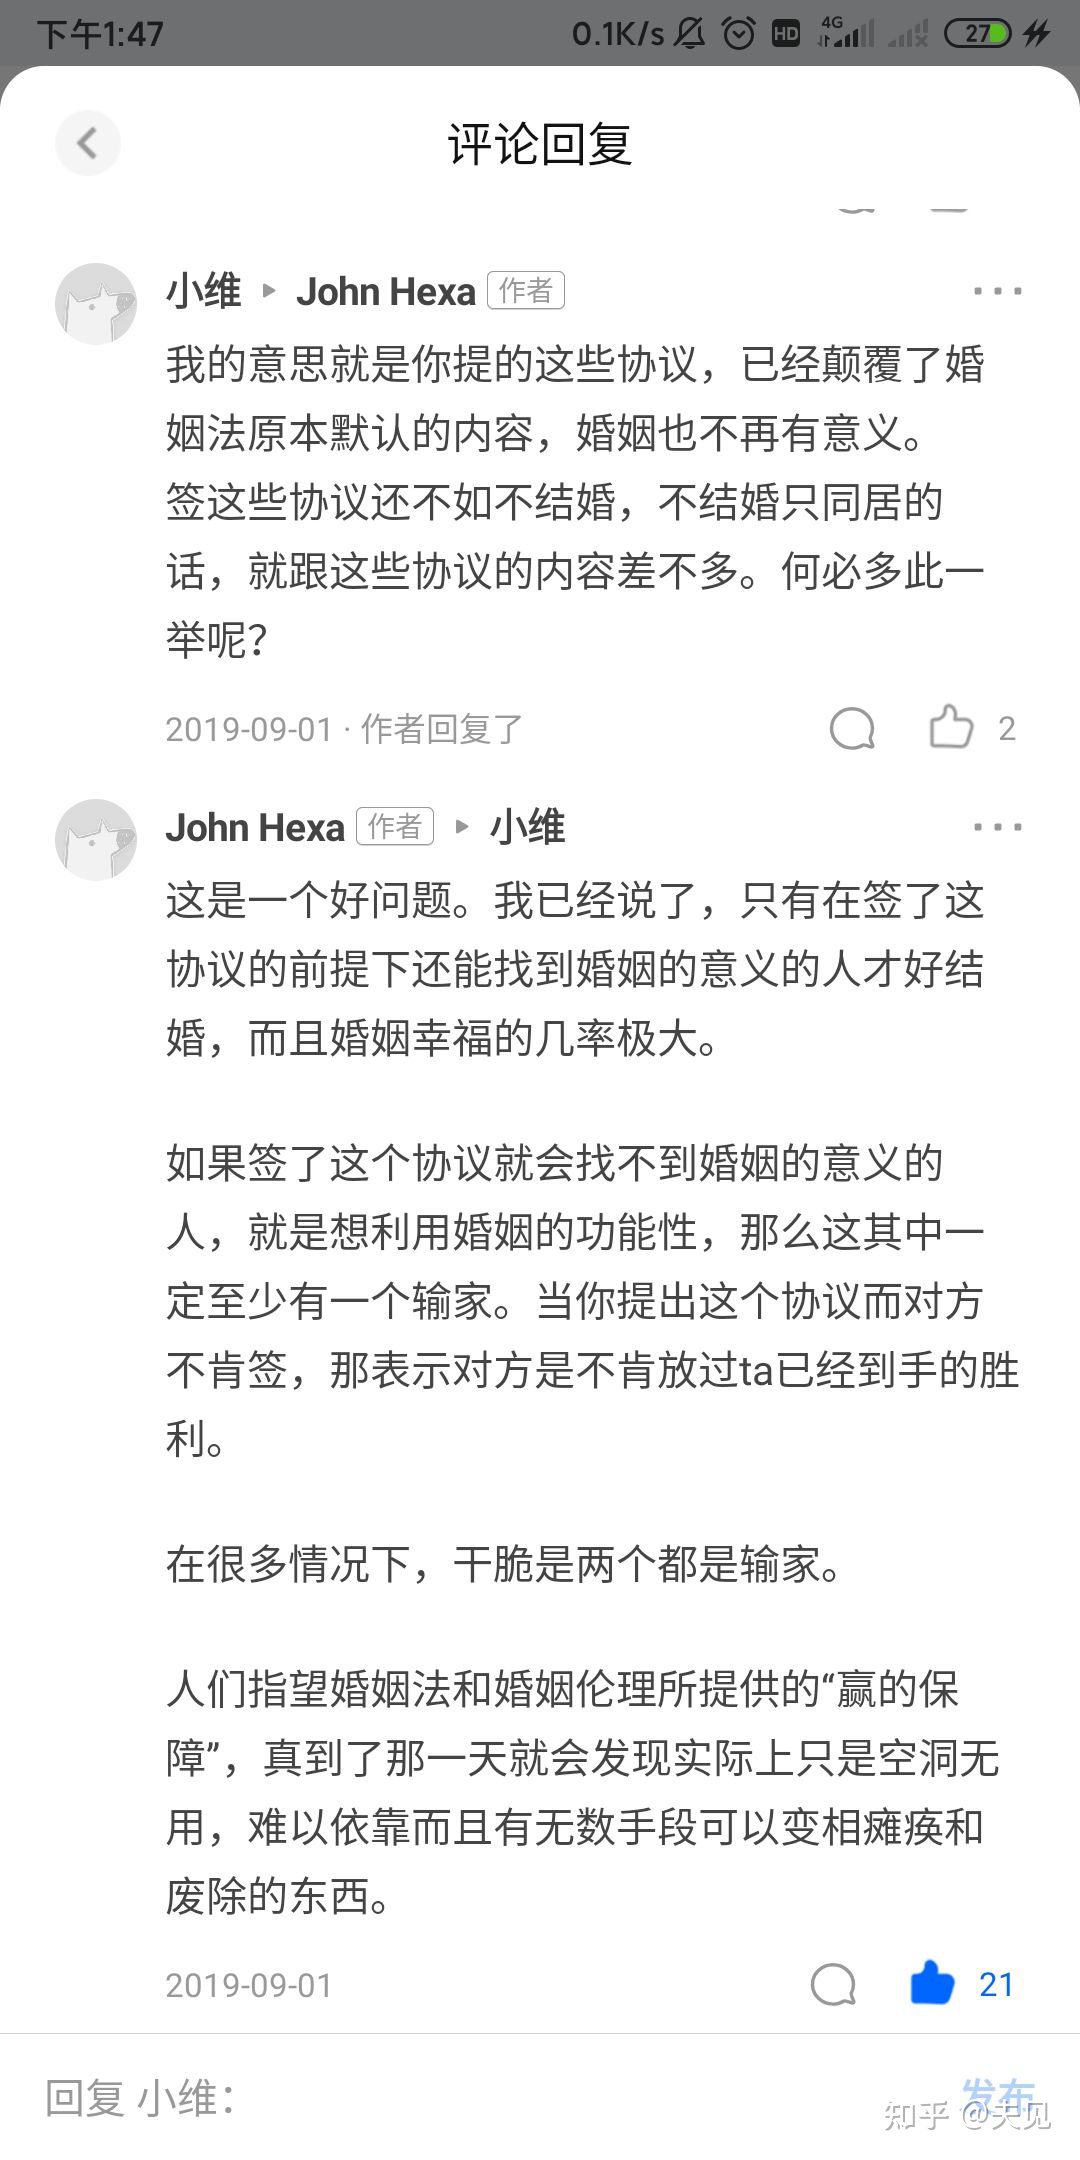 下午1:47
0.1K/s
HD
4G
27
评论回复
小维 ▸ John Hexa 作者
我的意思就是你提的这些协议，已经颠覆了婚
姻法原本默认的内容，婚姻也不再有意义。
签这些协议还不如不结婚，不结婚只同居的
话，就跟这些协议的内容差不多。何必多此一
举呢？
2019-09-01 · 作者回复了
2
John Hexa 作者 ▸ 小维
这是一个好问题。我已经说了，只有在签了这
协议的前提下还能找到婚姻的意义的人才好结
婚，而且婚姻幸福的几率极大。
如果签了这个协议就会找不到婚姻的意义的
人，就是想利用婚姻的功能性，那么这其中一
定至少有一个输家。当你提出这个协议而对方
不肯签，那表示对方是不肯放过ta已经到手的胜
利。
在很多情况下，干脆是两个都是输家。
人们指望婚姻法和婚姻伦理所提供的“赢的保
障”，真到了那一天就会发现实际上只是空洞无
用，难以依靠而且有无数手段可以变相瘫痪和
废除的东西。
2019-09-01
21
回复 小维：
发布
知乎 @天见